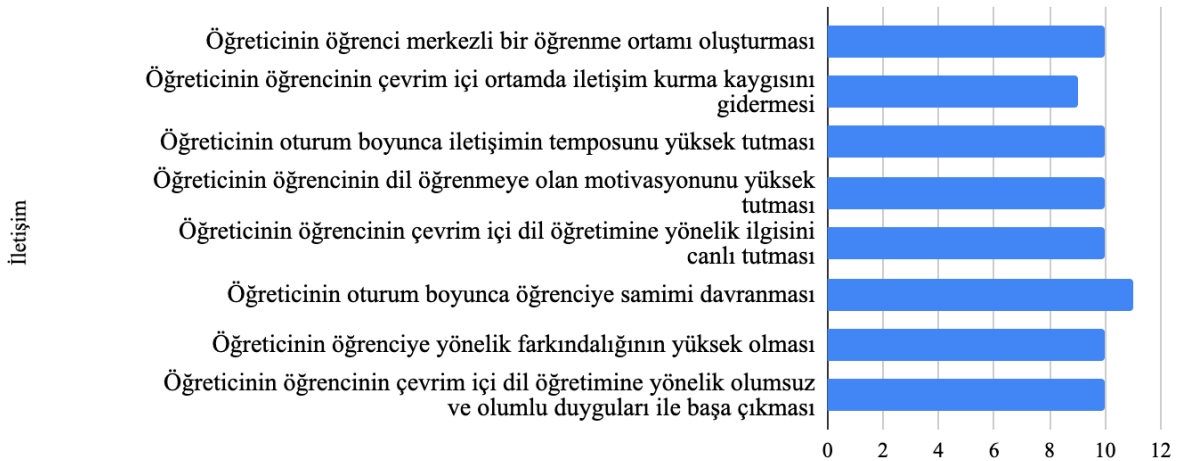 Öğreticinin öğrenci merkezli bir öğrenme ortamı oluşturması
Öğreticinin öğrencinin çevrim içi ortamda iletişim kurma kaygısını
gidermesi
Öğreticinin oturum boyunca iletişimin temposunu yüksek tutması
Öğreticinin öğrencinin dil öğrenmeye olan motivasyonunu yüksek
tutması
Öğreticinin öğrencinin çevrim içi dil öğretimine yönelik ilgisini
canlı tutması
Öğreticinin oturum boyunca öğrenciye samimi davranması
Öğreticinin öğrenciye yönelik farkındalığının yüksek olması
Öğreticinin öğrencinin çevrim içi dil öğretimine yönelik olumsuz
ve olumlu duyguları ile başa çıkması
İletişim
0 2 4 6 8 10 12